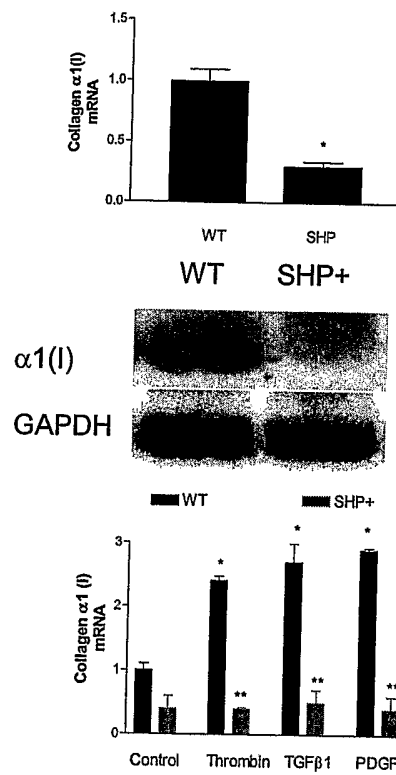 Collagen α1(I)
mRNA
1.5
1.0
0.5
0.0
*
WT
SHP
WT
SHP+
α1(I)
GAPDH
WT
SHP+
Collagen α1 (I)
mRNA
3
2
1
0
*
*
*
**
**
**
Control
Thrombin
TGFβ1
PDGF